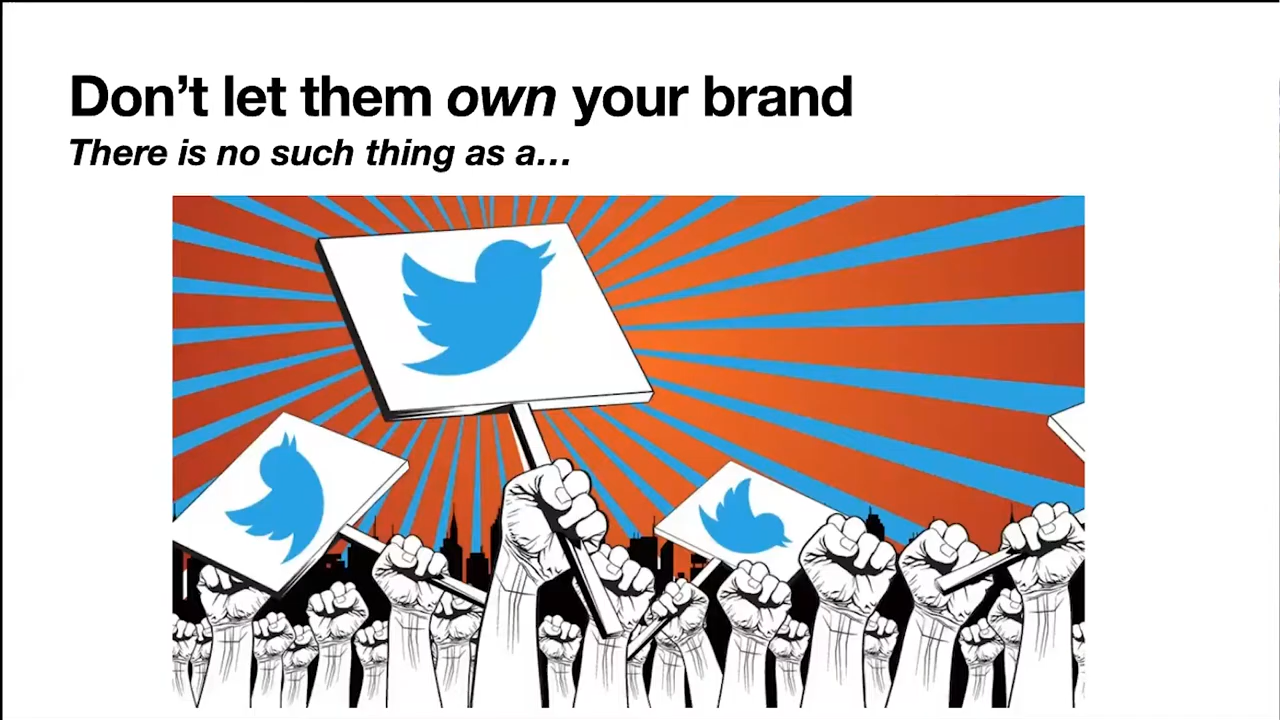 Don’t let them own your brand
There is no such thing as a…